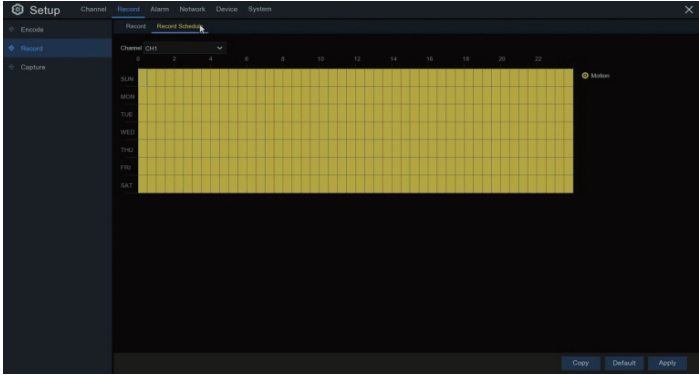 Setup Channel Record Alarm Network Device System
Encode Record Record Schedule
Record
Channel CH1
Capture
0 2 4 6 8 10 12 14 16 18 20 22
SUN Motion
MON
TUE
WED
THU
FRI
SAT
Copy Default Apply